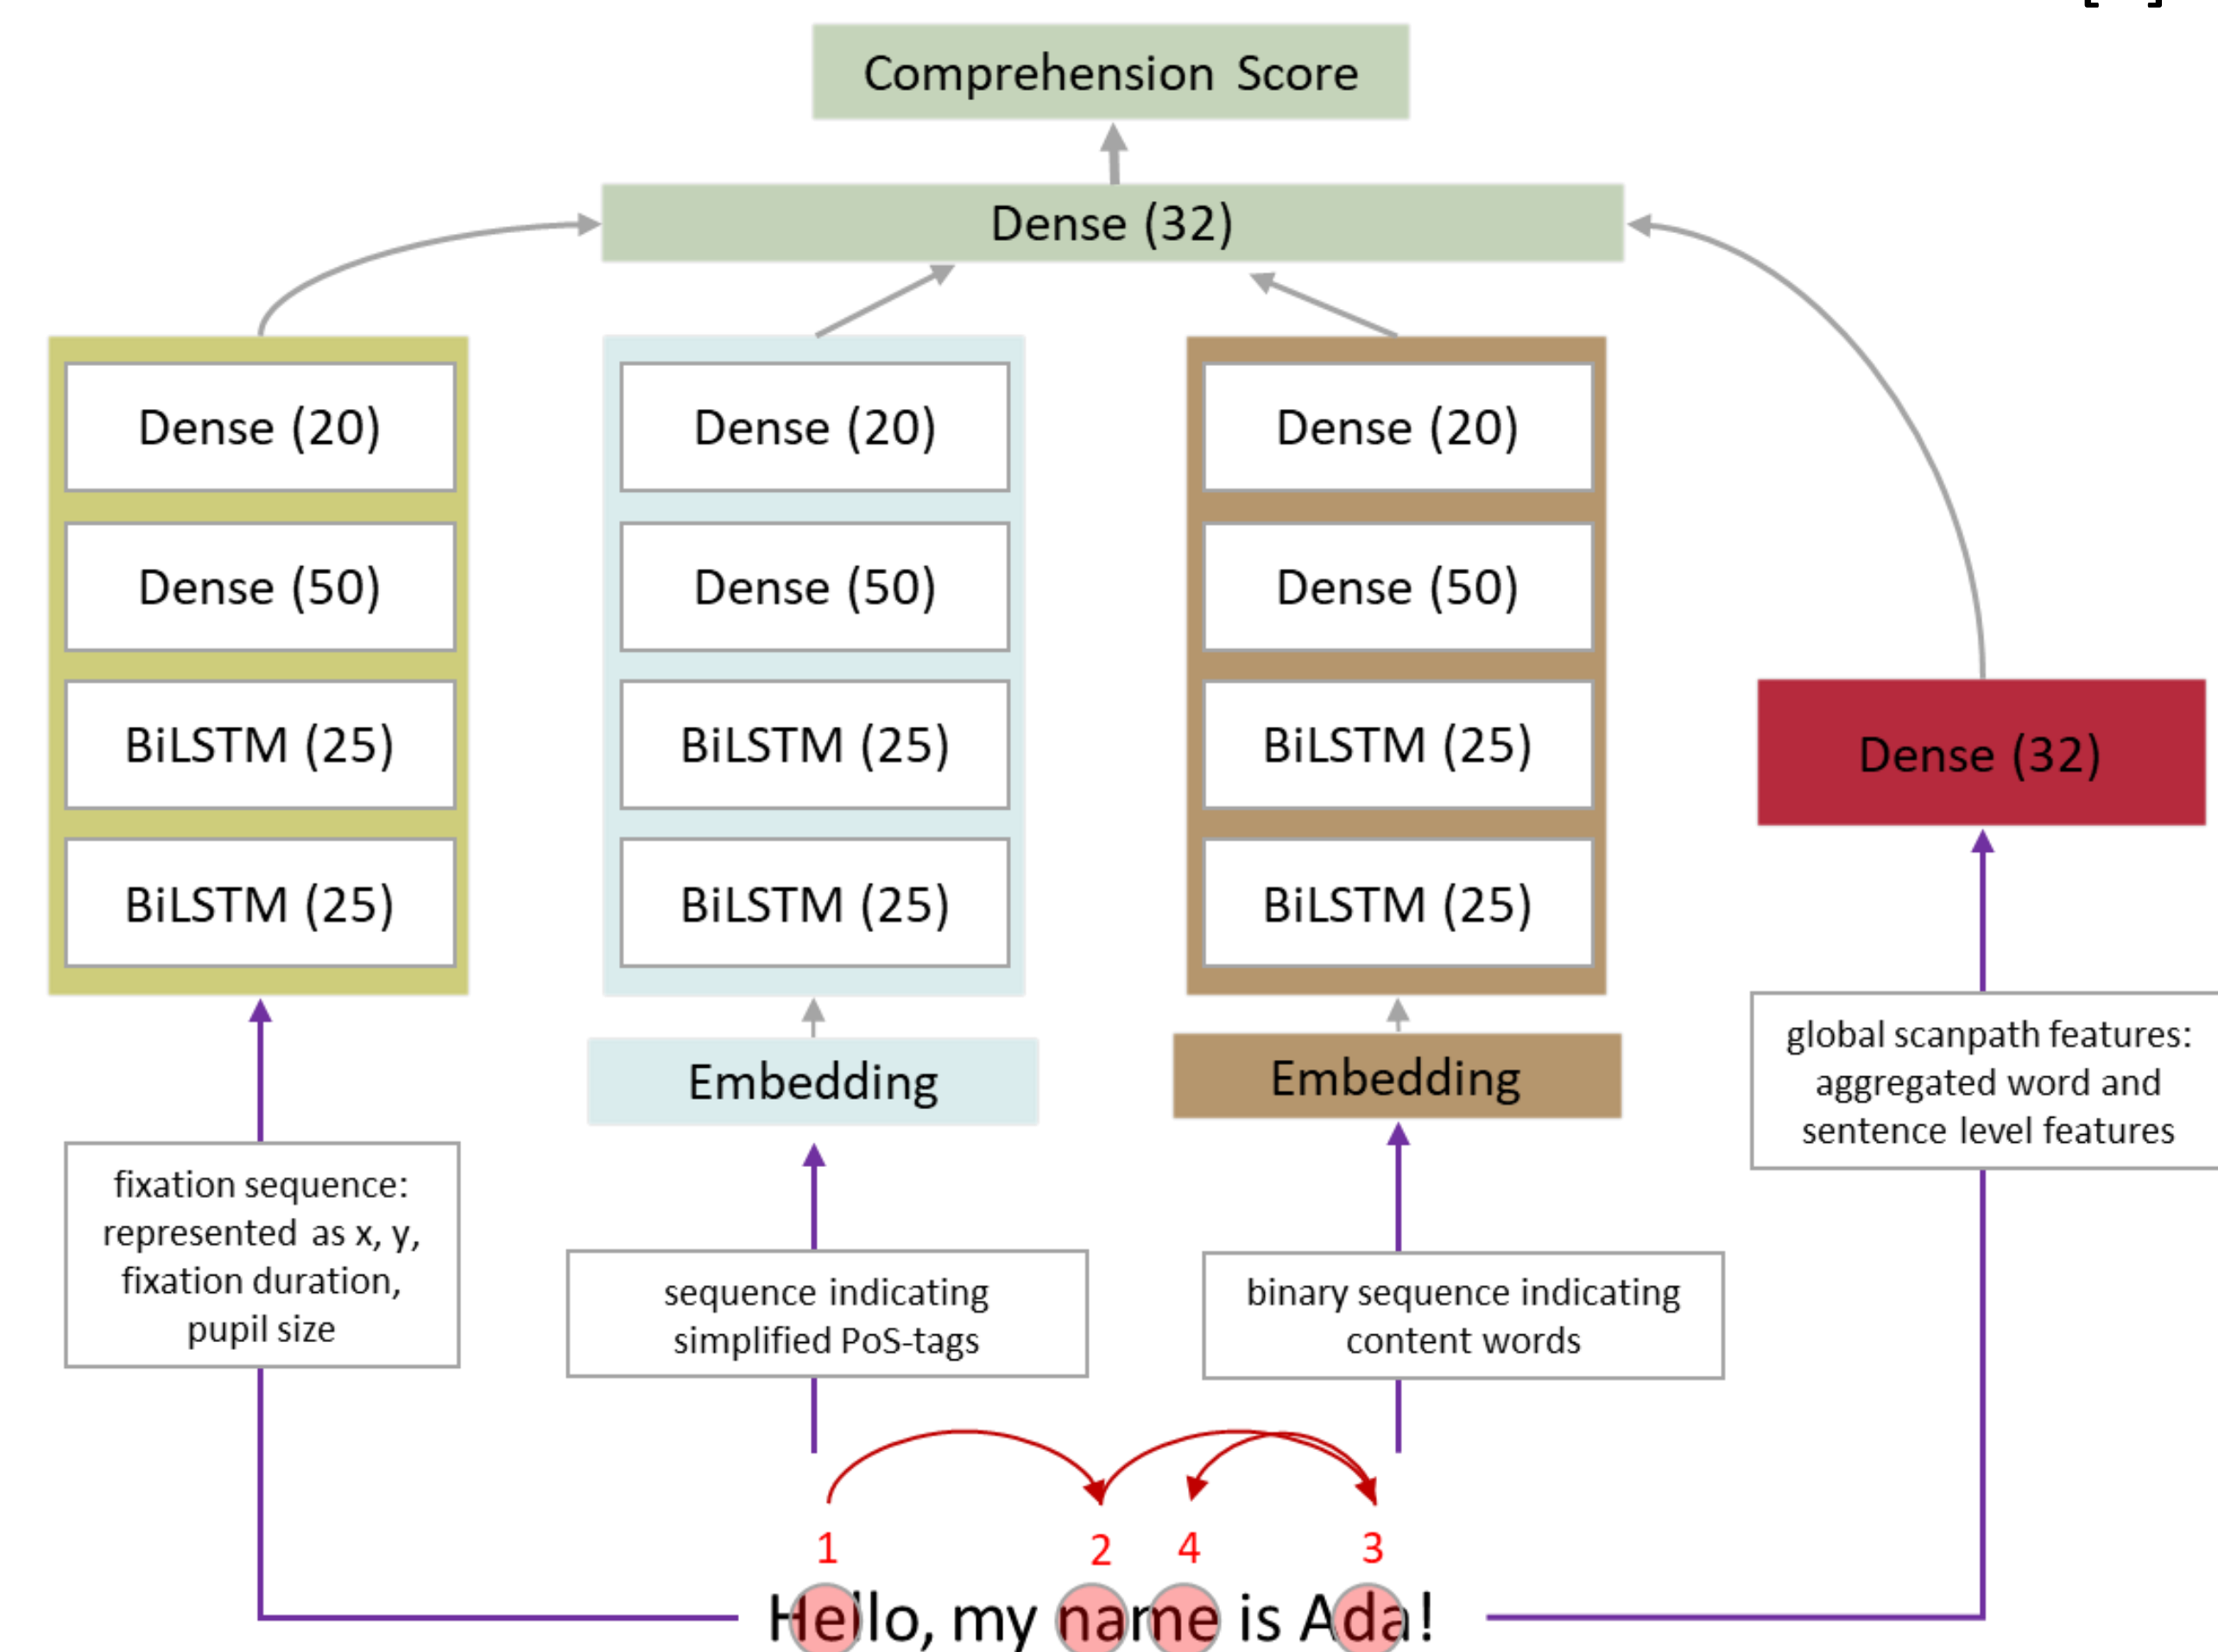 Comprehension Score
Dense (32)
Dense (20)
Dense (50)
BiLSTM (25)
BiLSTM (25)
Dense (20)
Dense (50)
BiLSTM (25)
BiLSTM (25)
Dense (20)
Dense (50)
BiLSTM (25)
BiLSTM (25)
Dense (32)
Embedding
Embedding
fixation sequence:
represented as x, y,
fixation duration,
pupil size
sequence indicating
simplified PoS-tags
binary sequence indicating
content words
global scanpath features:
aggregated word and
sentence level features
1 2 4 3
Hello, my name is Ada!